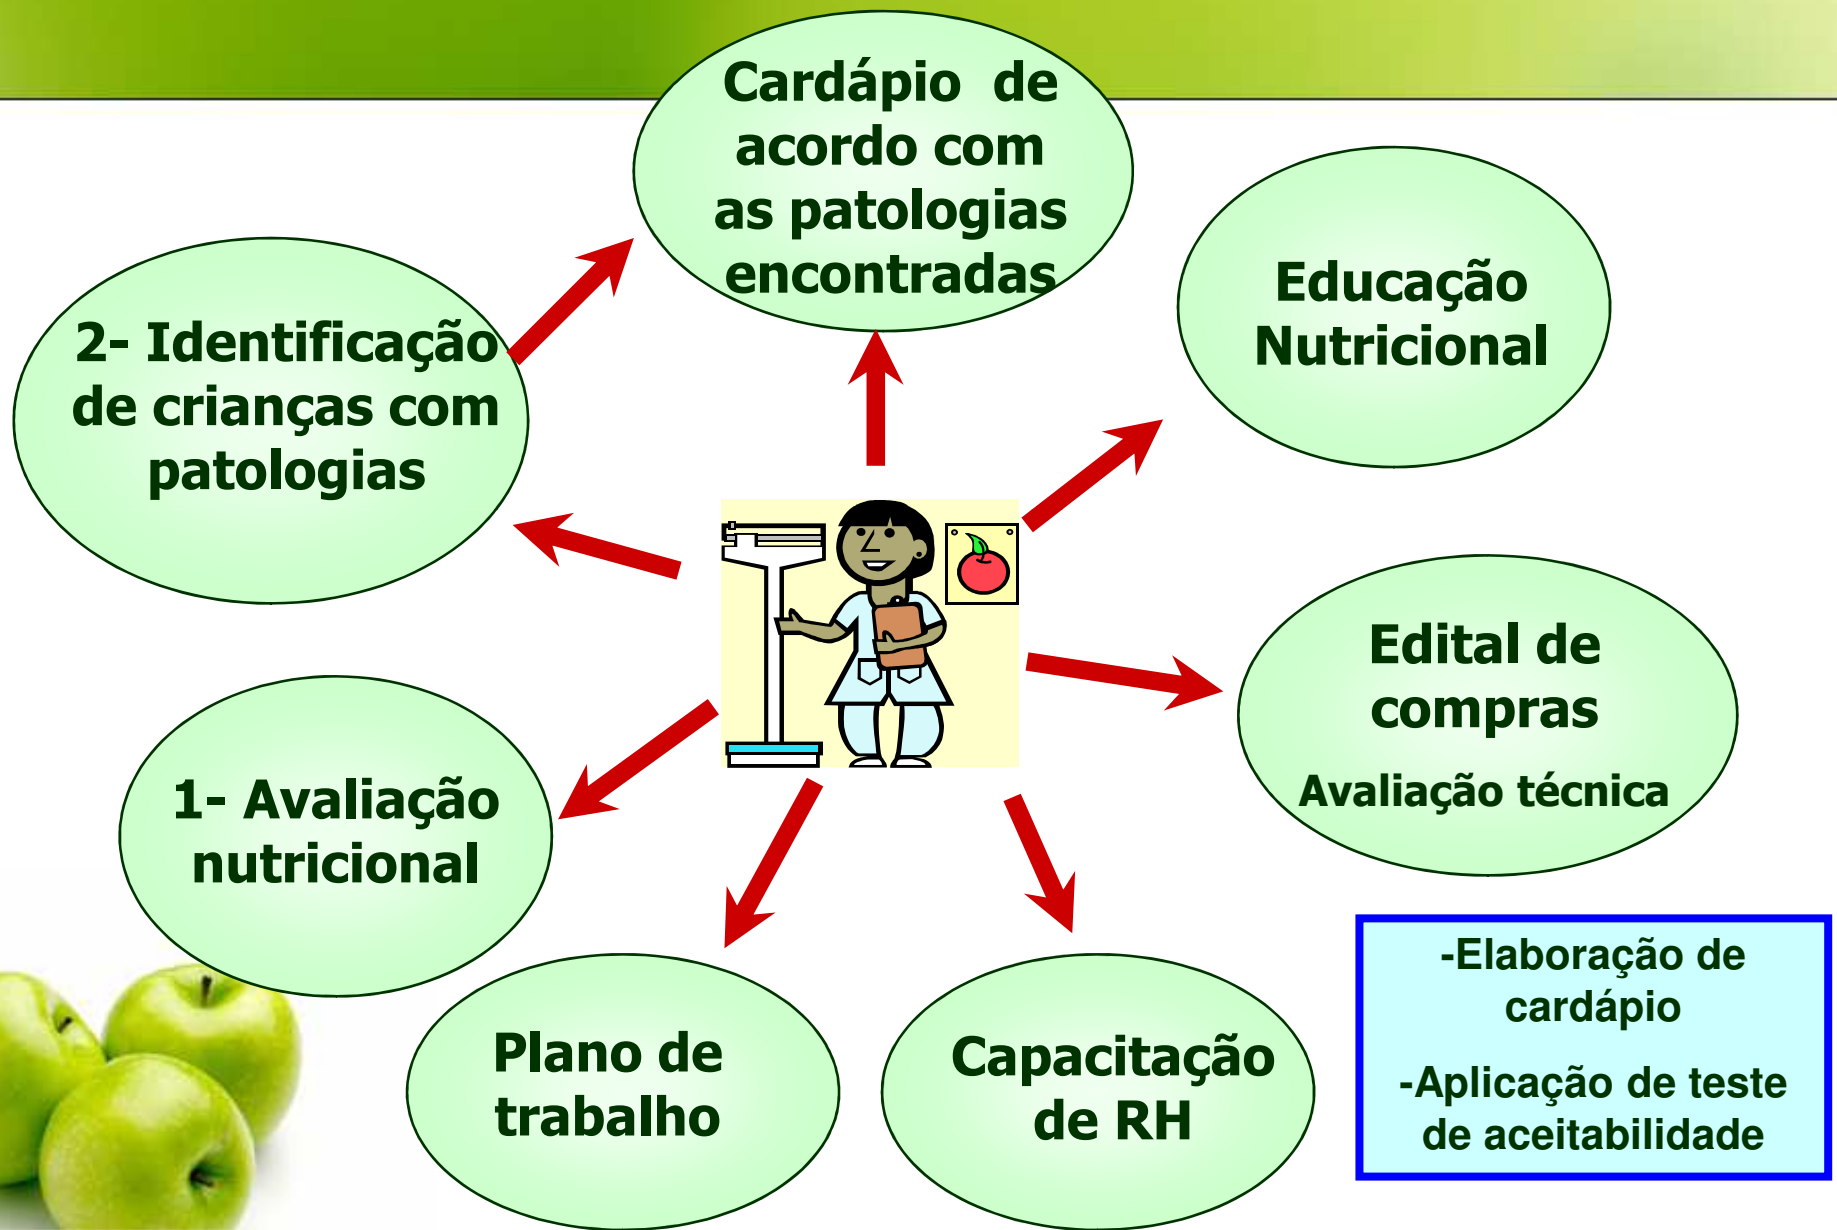 Cardápio de
acordo com
as patologias
encontradas
Educação
Nutricional
2- Identificação
de crianças com
patologias
Edital de
compras
Avaliação técnica
1- Avaliação
nutricional
Plano de
trabalho
Capacitação
de RH
-Elaboração de
cardápio
-Aplicação de teste
de aceitabilidade